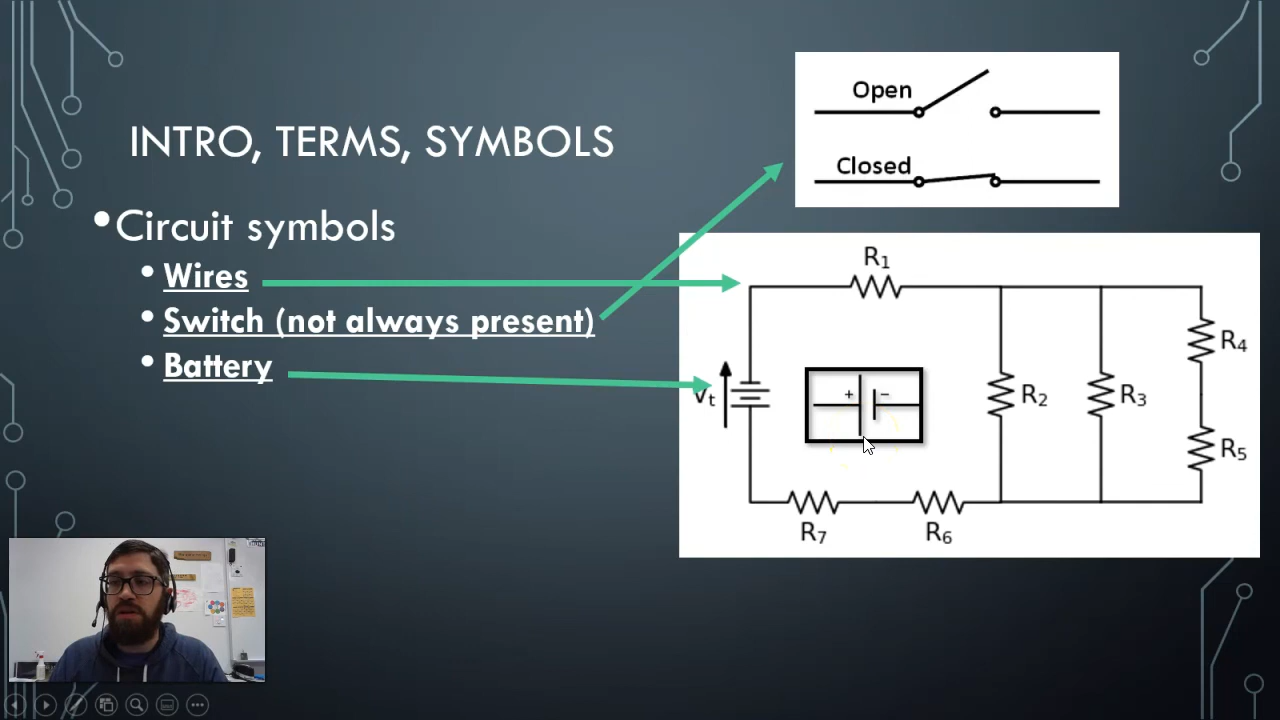 INTRO, TERMS, SYMBOLS
•Circuit symbols
• Wires
• Switch (not always present)
• Battery
Open
Closed
R₁
R₂
R₃
R₄
R₅
R₆
R₇
Vₜ
+ −